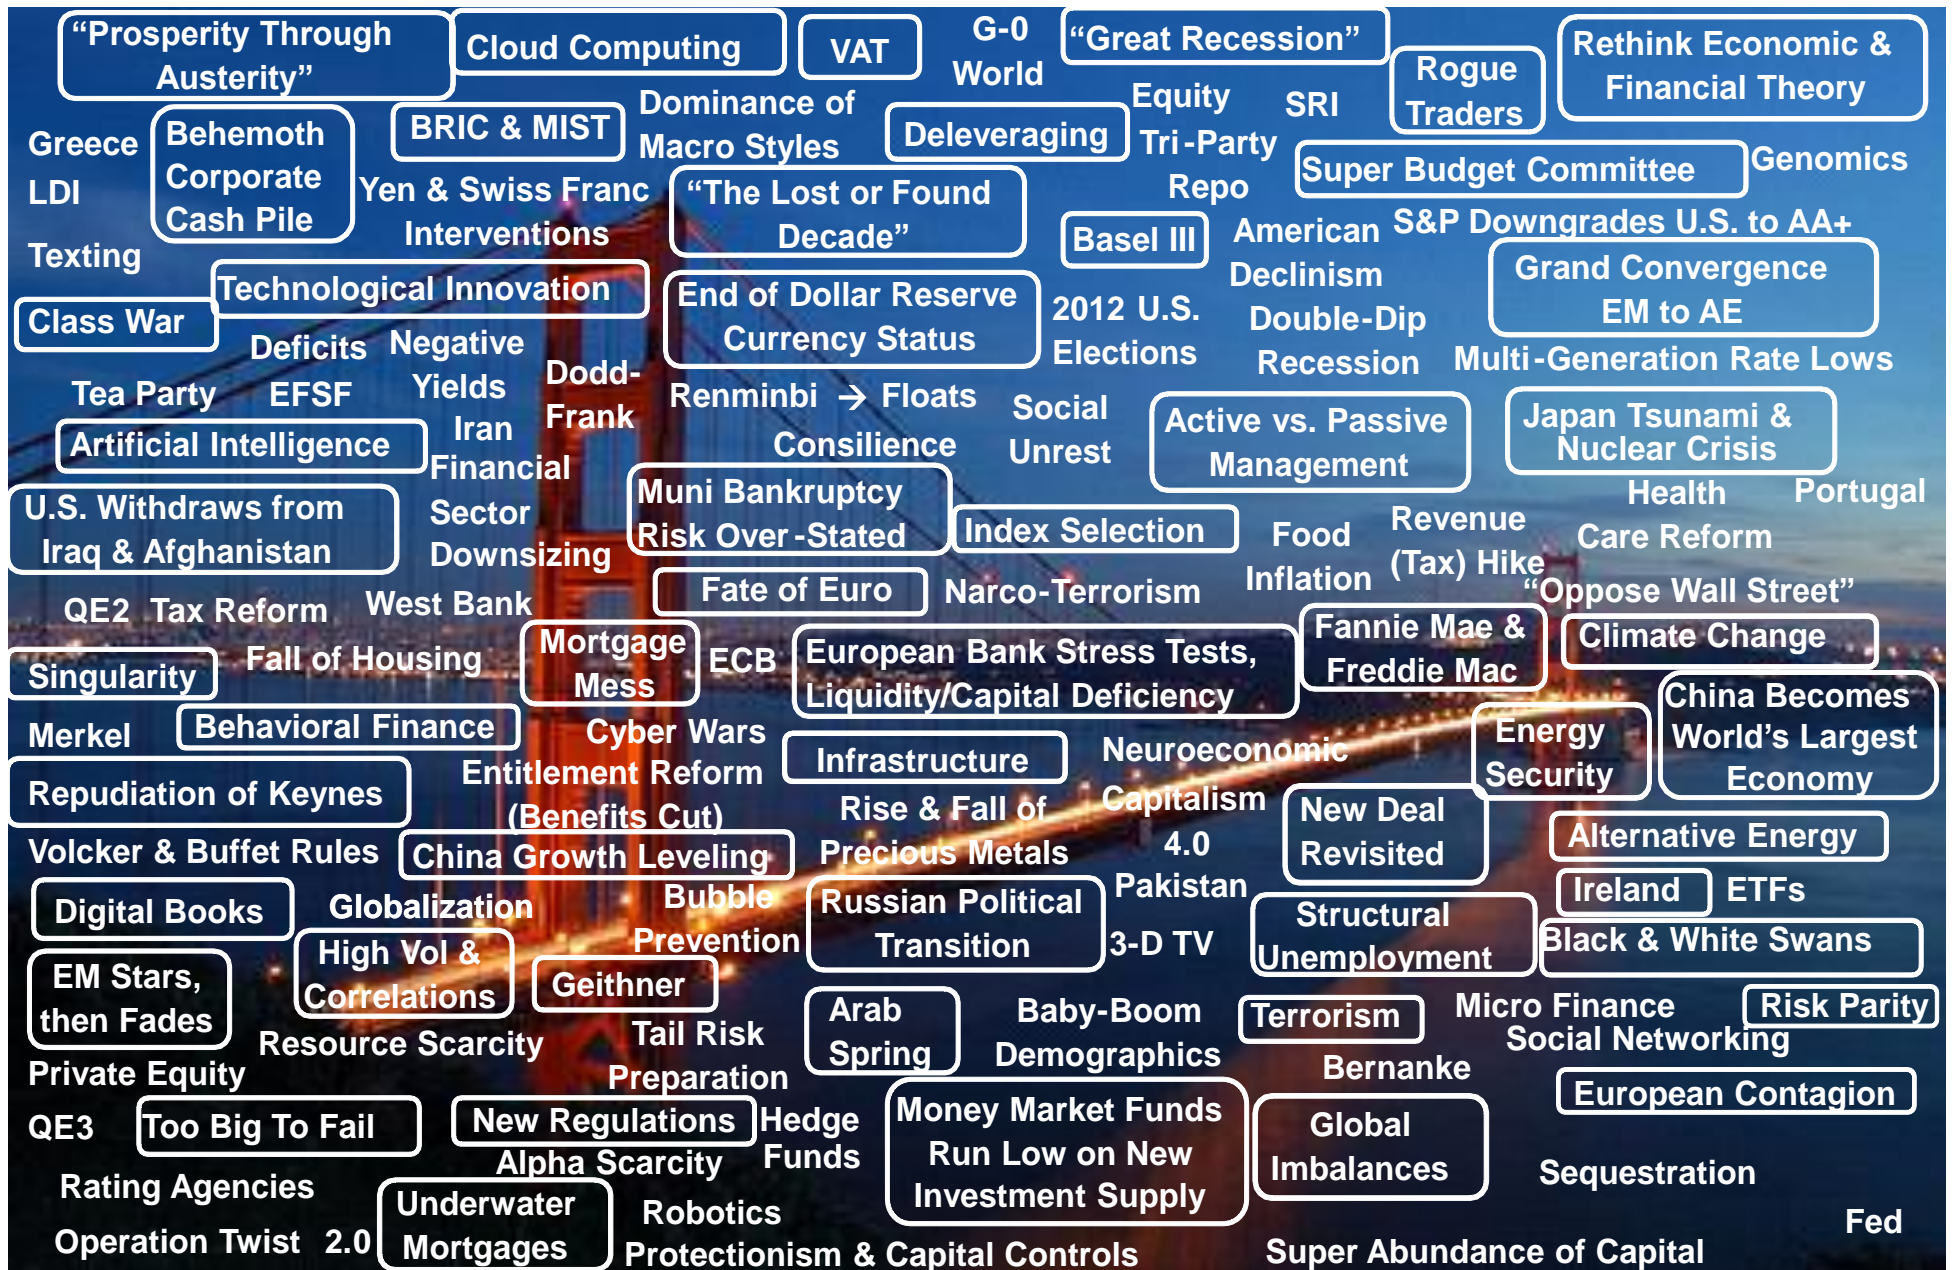 “Prosperity Through
Austerity”
Cloud Computing
VAT
G-0
World
“Great Recession”
Rogue
Traders
Rethink Economic &
Financial Theory
Greece
Behemoth
Corporate
Cash Pile
BRIC & MIST
Dominance of
Macro Styles
Deleveraging
Equity
SRI
Tri-Party
Repo
Super Budget Committee
Genomics
LDI
Yen & Swiss Franc
Interventions
“The Lost or Found
Decade”
Basel III
American
Declinism
S&P Downgrades U.S. to AA+
Texting
Technological Innovation
End of Dollar Reserve
Currency Status
Grand Convergence
EM to AE
Class War
2012 U.S.
Elections
Double-Dip
Recession
Deficits
Negative
Yields
Dodd-
Frank
Multi-Generation Rate Lows
Tea Party
EFSF
Renminbi → Floats
Social
Unrest
Active vs. Passive
Management
Japan Tsunami &
Nuclear Crisis
Artificial Intelligence
Iran
Consilience
Financial
Sector
Downsizing
Muni Bankruptcy
Risk Over-Stated
Health
Care Reform
Portugal
U.S. Withdraws from
Iraq & Afghanistan
Index Selection
Food
Inflation
Revenue
(Tax) Hike
Fate of Euro
Narco-Terrorism
“Oppose Wall Street”
QE2
Tax Reform
West Bank
Mortgage
Mess
ECB
European Bank Stress Tests,
Liquidity/Capital Deficiency
Fannie Mae &
Freddie Mac
Climate Change
Singularity
Fall of Housing
China Becomes
World’s Largest
Economy
Merkel
Behavioral Finance
Cyber Wars
Infrastructure
Neuroeconomic
Energy
Security
Repudiation of Keynes
Entitlement Reform
(Benefits Cut)
Rise & Fall of
Precious Metals
Capitalism
4.0
New Deal
Revisited
Alternative Energy
Volcker & Buffet Rules
China Growth Leveling
Pakistan
Ireland
ETFs
Digital Books
Globalization
Bubble
Prevention
Russian Political
Transition
3-D TV
Structural
Unemployment
Black & White Swans
EM Stars,
then Fades
High Vol &
Correlations
Geithner
Arab
Spring
Baby-Boom
Demographics
Terrorism
Micro Finance
Risk Parity
Resource Scarcity
Tail Risk
Preparation
Social Networking
Private Equity
Bernanke
European Contagion
QE3
Too Big To Fail
New Regulations
Hedge
Funds
Money Market Funds
Run Low on New
Investment Supply
Global
Imbalances
Alpha Scarcity
Sequestration
Rating Agencies
Underwater
Mortgages
Robotics
Fed
Operation Twist 2.0
Protectionism & Capital Controls
Super Abundance of Capital